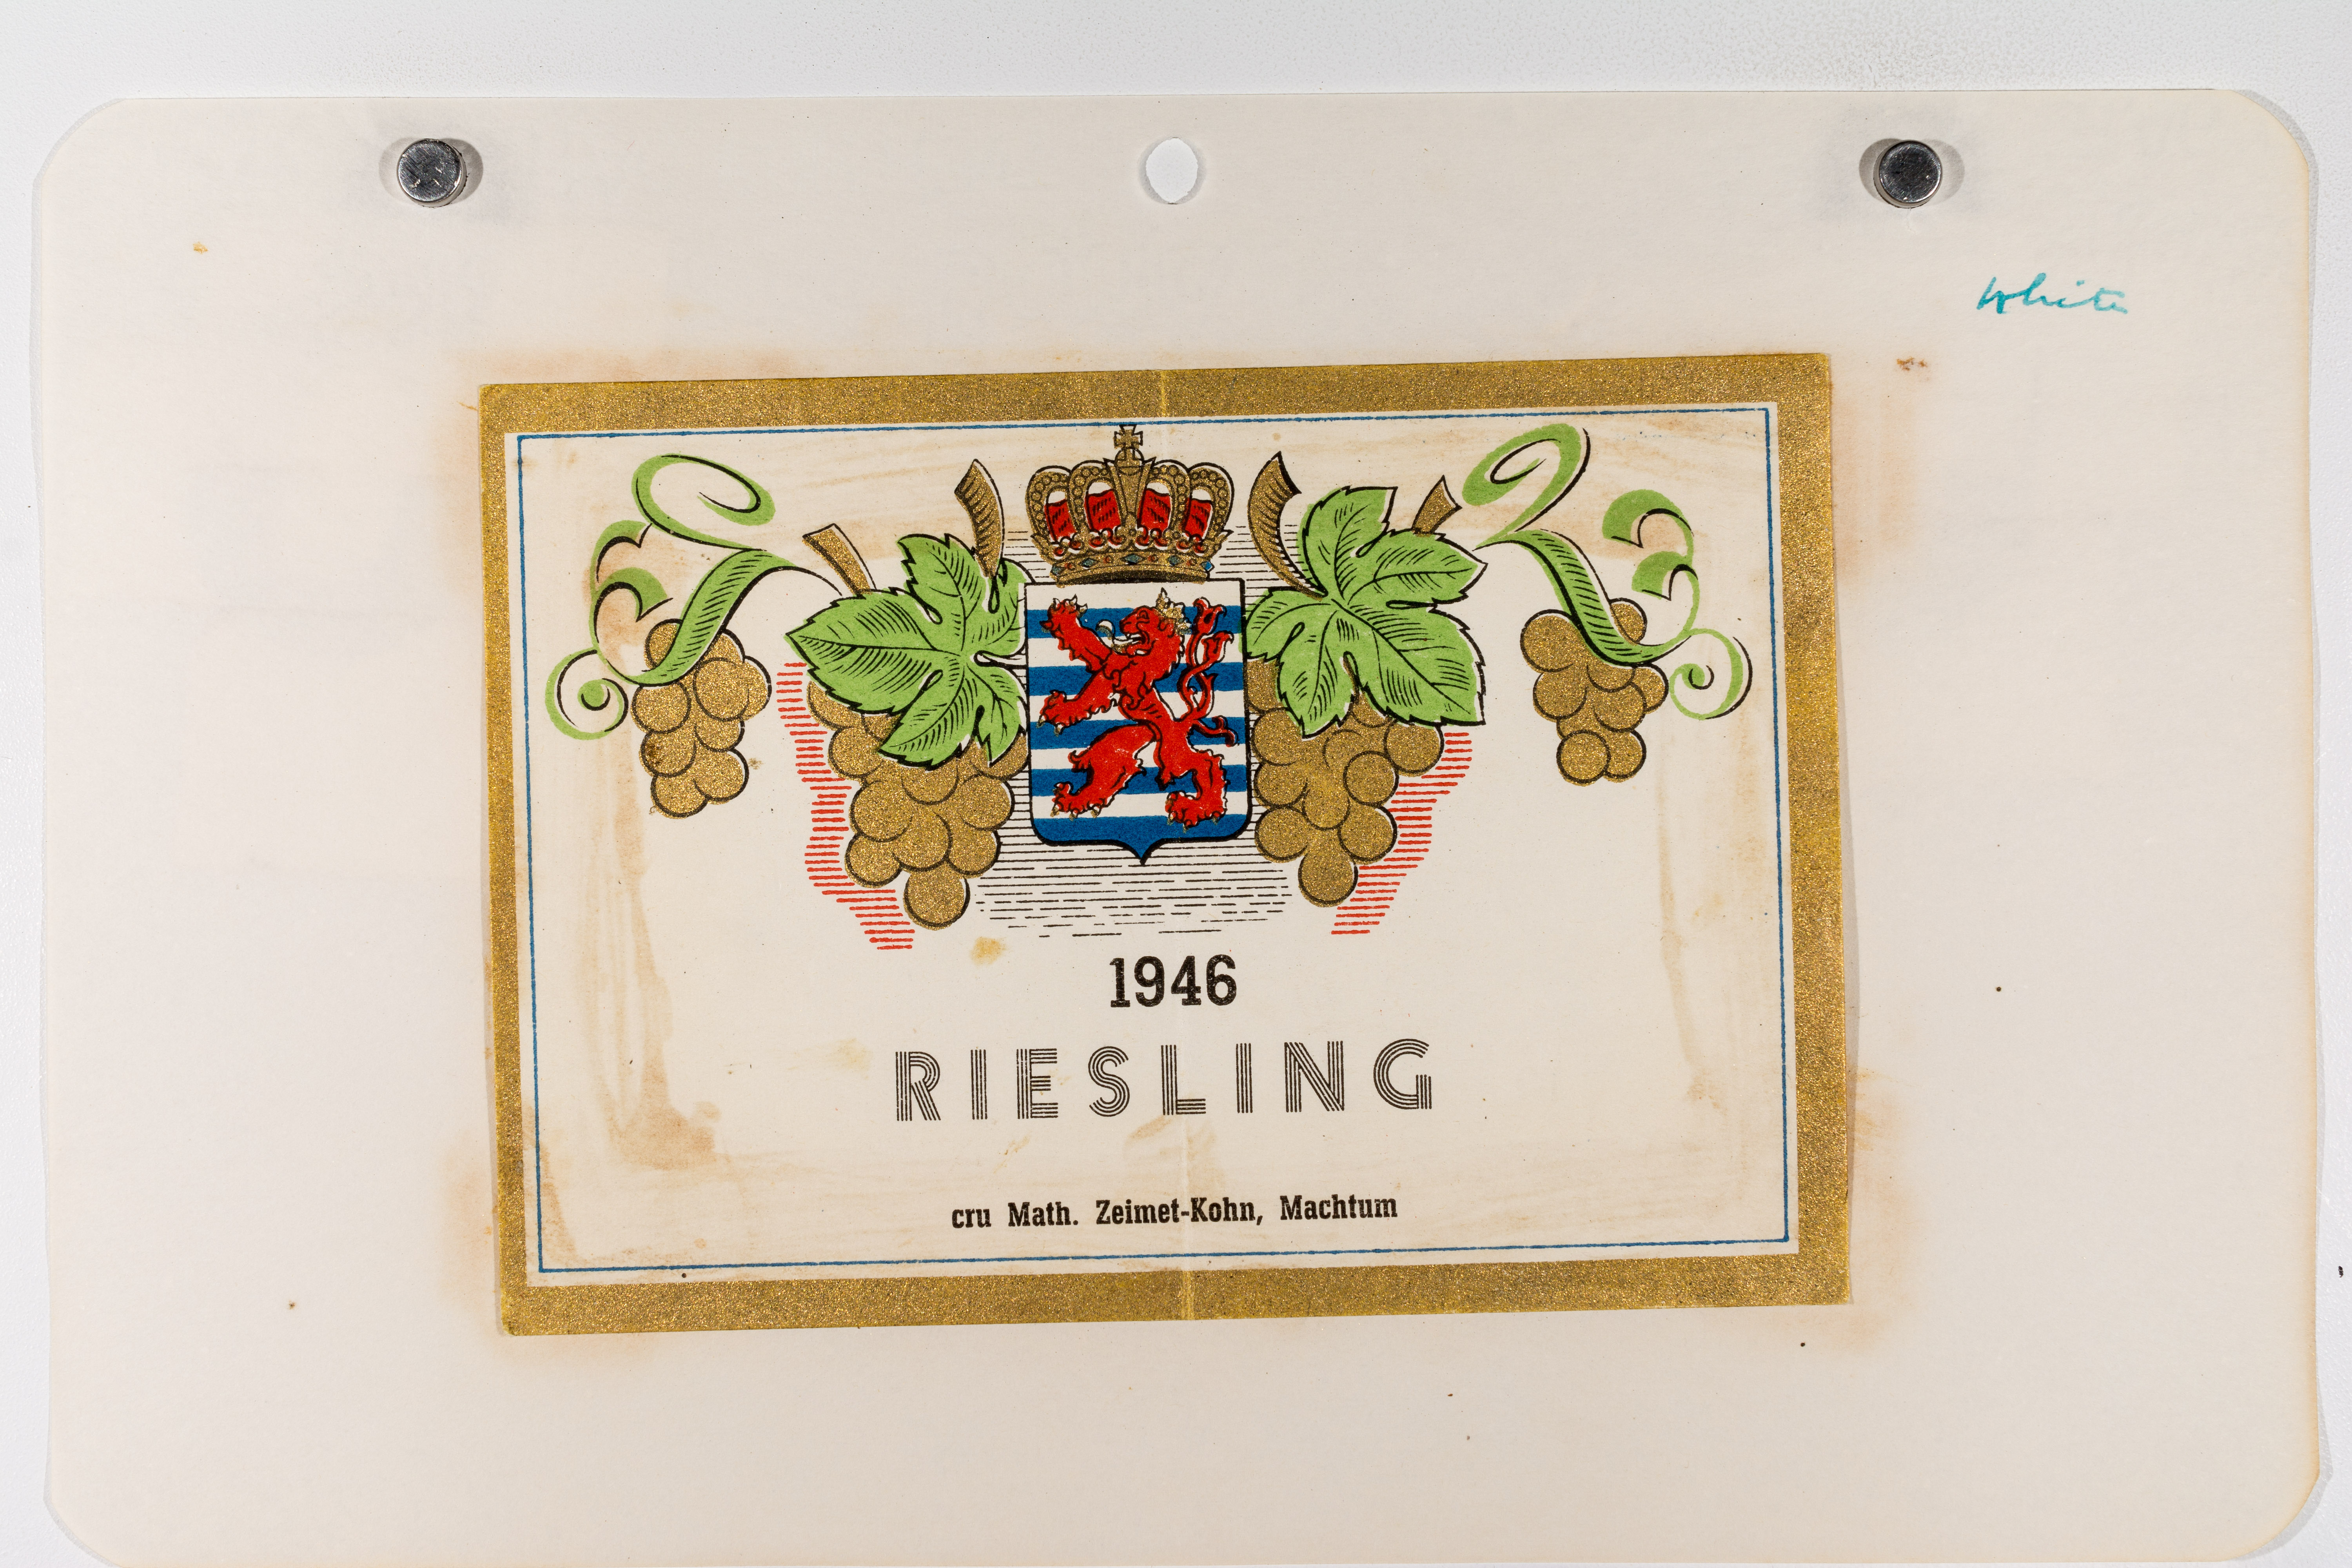 White
1946
RIESLING
cru Math. Zeimet-Kohn, Machtum